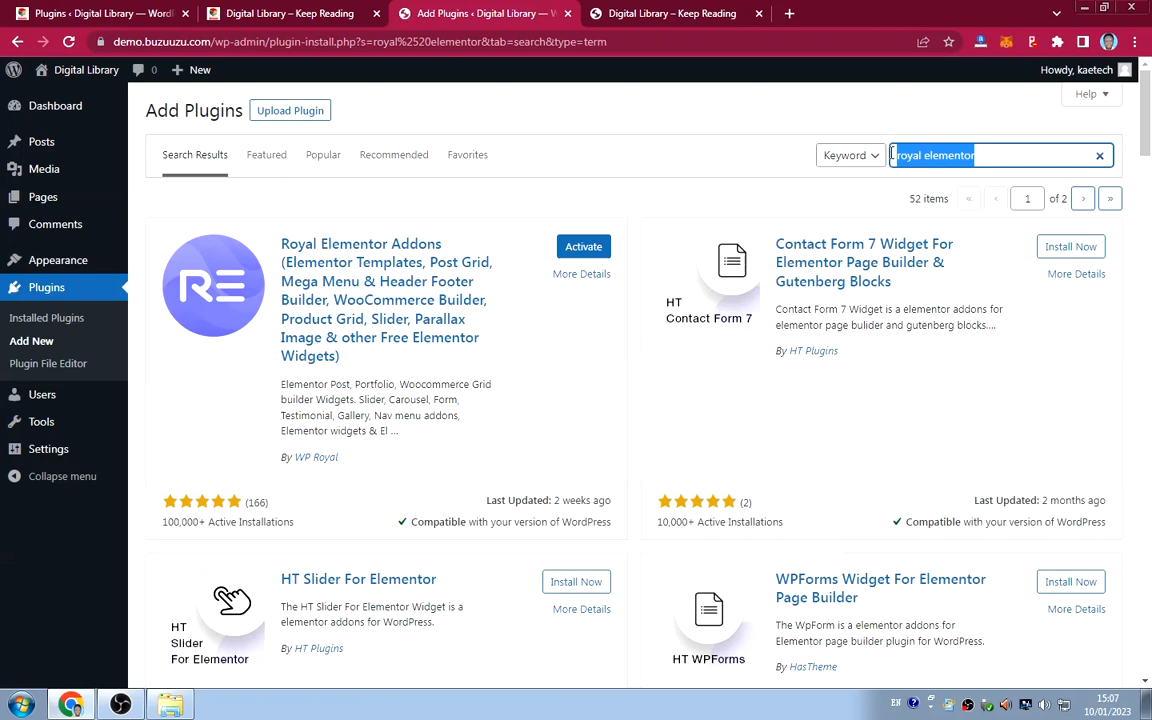 Plugins ‹ Digital Library — Word
Digital Library – Keep Reading
Add Plugins ‹ Digital Library — W
Digital Library – Keep Reading
demo.buzuuzu.com/wp-admin/plugin-install.php?s=royal%2520elementor&tab=search&type=term
Digital Library
0
New
Howdy, kaetech
Dashboard
Posts
Media
Pages
Comments
Appearance
Plugins
Installed Plugins
Add New
Plugin File Editor
Users
Tools
Settings
Collapse menu
Add Plugins
Upload Plugin
Help
Search Results
Featured
Popular
Recommended
Favorites
Keyword
royal elementor
52 items
«
‹
1
of 2
›
»
RE
Royal Elementor Addons
(Elementor Templates, Post Grid,
Mega Menu & Header Footer
Builder, WooCommerce Builder,
Product Grid, Slider, Parallax
Image & other Free Elementor
Widgets)
Activate
More Details
Elementor Post, Portfolio, Woocommerce Grid
builder Widgets. Slider, Carousel, Form,
Testimonial, Gallery, Nav menu addons,
Elementor widgets & El ...
By WP Royal
(166)
100,000+ Active Installations
Last Updated: 2 weeks ago
Compatible with your version of WordPress
HT
Contact Form 7
Contact Form 7 Widget For
Elementor Page Builder &
Gutenberg Blocks
Install Now
More Details
Contact Form 7 Widget is a elementor addons for
elementor page builder and gutenberg blocks....
By HT Plugins
(2)
10,000+ Active Installations
Last Updated: 2 months ago
Compatible with your version of WordPress
HT
Slider
For Elementor
HT Slider For Elementor
Install Now
More Details
The HT Slider For Elementor Widget is a
elementor addons for WordPress.
By HT Plugins
HT WPForms
WPForms Widget For Elementor
Page Builder
Install Now
More Details
The WpForm is a elementor addons for
Elementor page builder plugin for WordPress.
By HasTheme
EN
15:07
10/01/2023